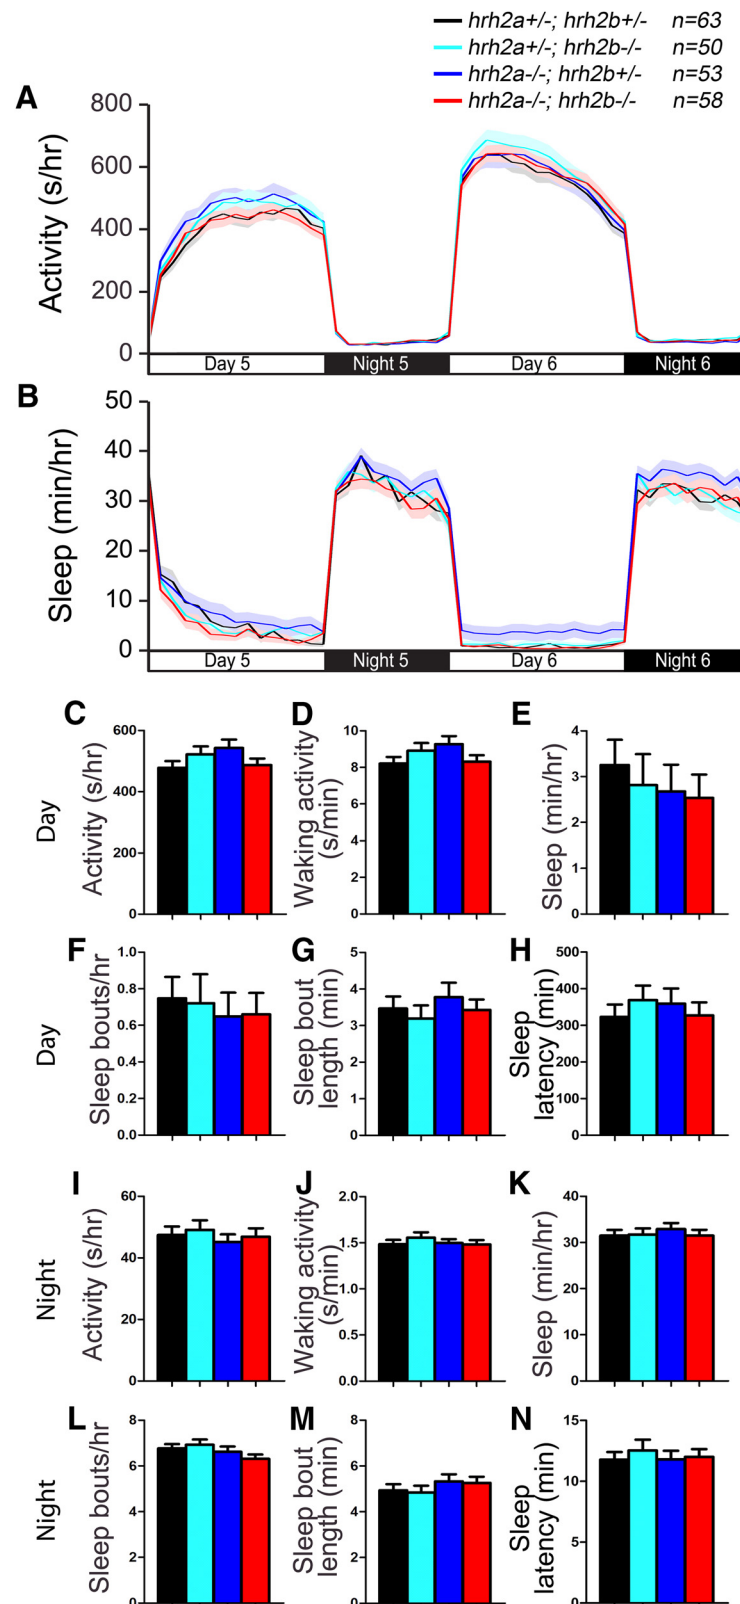 hrh2a+/-; hrh2b+/- n=63
hrh2a+/-; hrh2b-/- n=50
hrh2a-/-; hrh2b+/- n=53
hrh2a-/-; hrh2b-/- n=58
A
Activity (s/hr)
800
600
400
200
0
Day 5 Night 5 Day 6 Night 6
B
Sleep (min/hr)
50
40
30
20
10
0
Day 5 Night 5 Day 6 Night 6
Day
C
Activity (s/hr)
600
400
200
0
D
Waking activity
(s/min)
10
8
6
4
2
0
E
Sleep (min/hr)
4
3
2
1
0
Day
F
Sleep bouts/hr
1.0
0.8
0.6
0.4
0.2
0.0
G
Sleep bout
length (min)
5
4
3
2
1
0
H
Sleep
latency (min)
500
400
300
200
100
0
Night
I
Activity (s/hr)
60
40
20
0
J
Waking activity
(s/min)
2.0
1.5
1.0
0.5
0.0
K
Sleep (min/hr)
40
30
20
10
0
Night
L
Sleep bouts/hr
8
6
4
2
0
M
Sleep bout
length (min)
8
6
4
2
0
N
Sleep
latency (min)
15
10
5
0